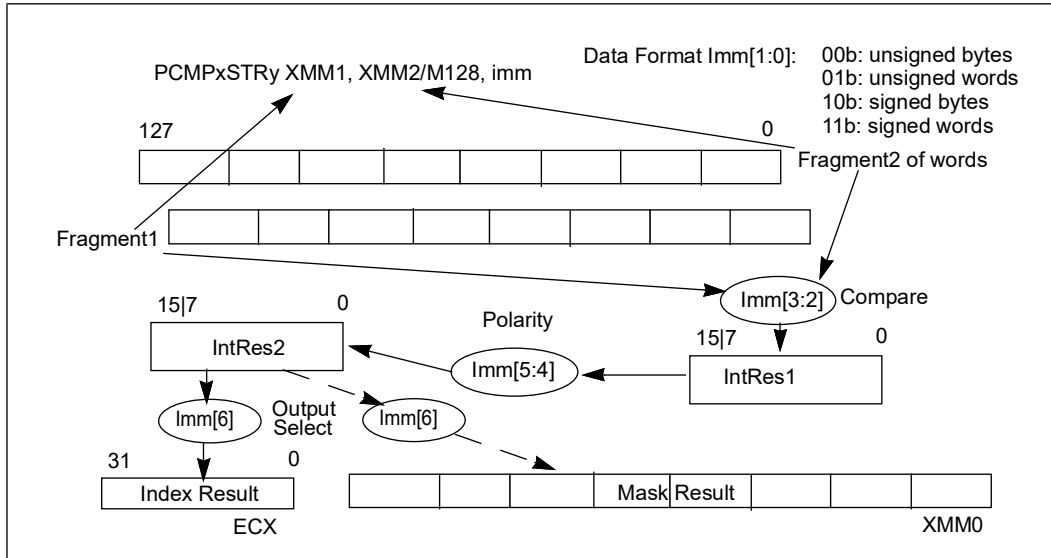 PCMPxSTRy XMM1, XMM2/M128, imm
Data Format Imm[1:0]:
00b: unsigned bytes
01b: unsigned words
10b: signed bytes
11b: signed words
127
0
Fragment2 of words
Fragment1
Imm[3:2]
Compare
15|7
0
IntRes2
Polarity
Imm[5:4]
15|7
0
IntRes1
Imm[6]
Output
Select
Imm[6]
31
0
Index Result
ECX
Mask Result
XMM0